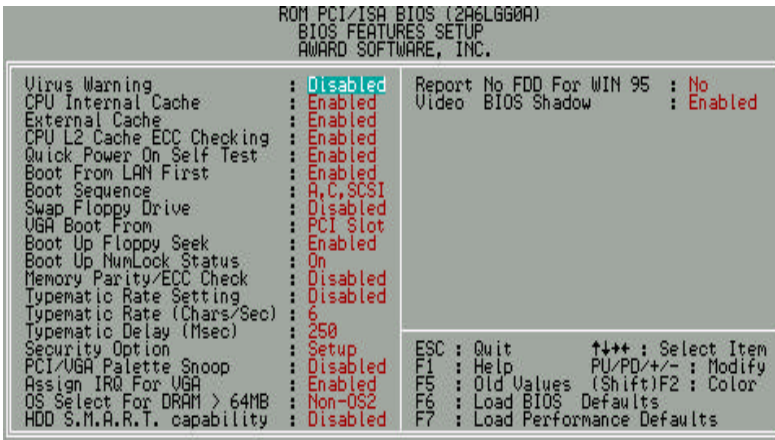 ROM PCI/ISA BIOS (2A6LGG0A)
BIOS FEATURES SETUP
AWARD SOFTWARE, INC.
Virus Warning : Disabled
CPU Internal Cache : Enabled
External Cache : Enabled
CPU L2 Cache ECC Checking : Enabled
Quick Power On Self Test : Enabled
Boot From LAN First : Enabled
Boot Sequence : A,C,SCSI
Swap Floppy Drive : Disabled
VGA Boot From : PCI Slot
Boot Up Floppy Seek : Enabled
Boot Up NumLock Status : On
Memory Parity/ECC Check : Disabled
Typematic Rate Setting : Disabled
Typematic Rate (Chars/Sec) : 6
Typematic Delay (Msec) : 250
Security Option : Setup
PCI/VGA Palette Snoop : Disabled
Assign IRQ For VGA : Enabled
OS Select For DRAM > 64MB : Non-OS2
HDD S.M.A.R.T. capability : Disabled
Report No FDD For WIN 95 : No
Video BIOS Shadow : Enabled
ESC : Quit ↑↓→← : Select Item
F1 : Help PU/PD/+/- : Modify
F5 : Old Values (Shift)F2 : Color
F6 : Load BIOS Defaults
F7 : Load Performance Defaults